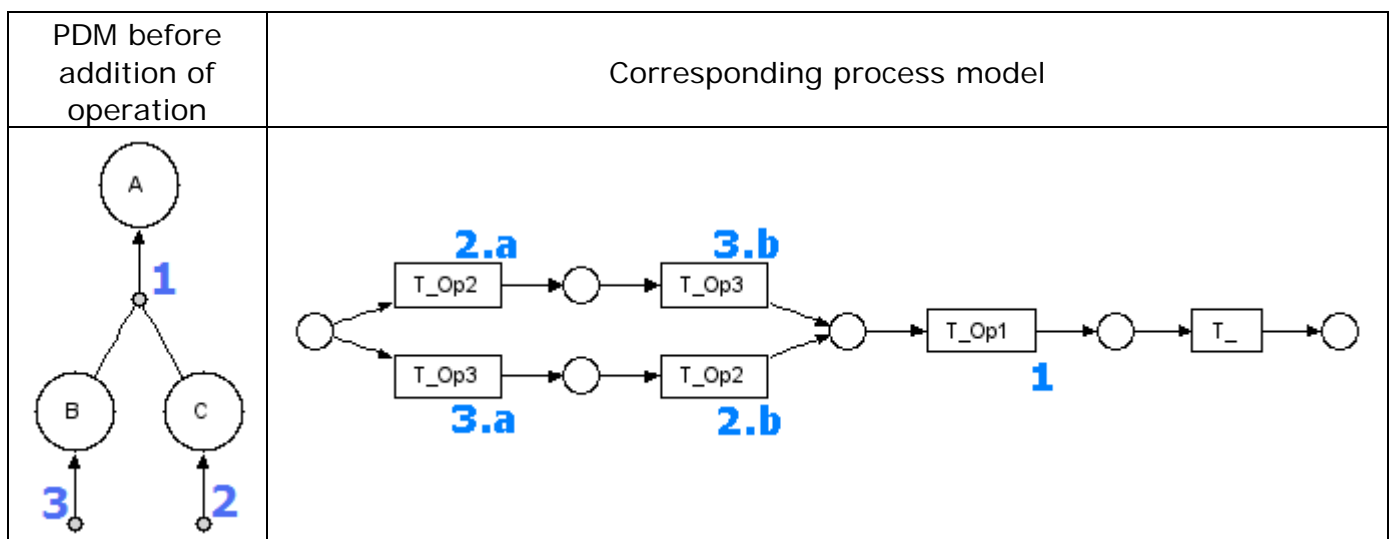 PDM before
addition of
operation
Corresponding process model
A
1
B
C
3
2
2.a
3.b
T_Op2
T_Op3
T_Op1
T_
T_Op3
T_Op2
1
3.a
2.b